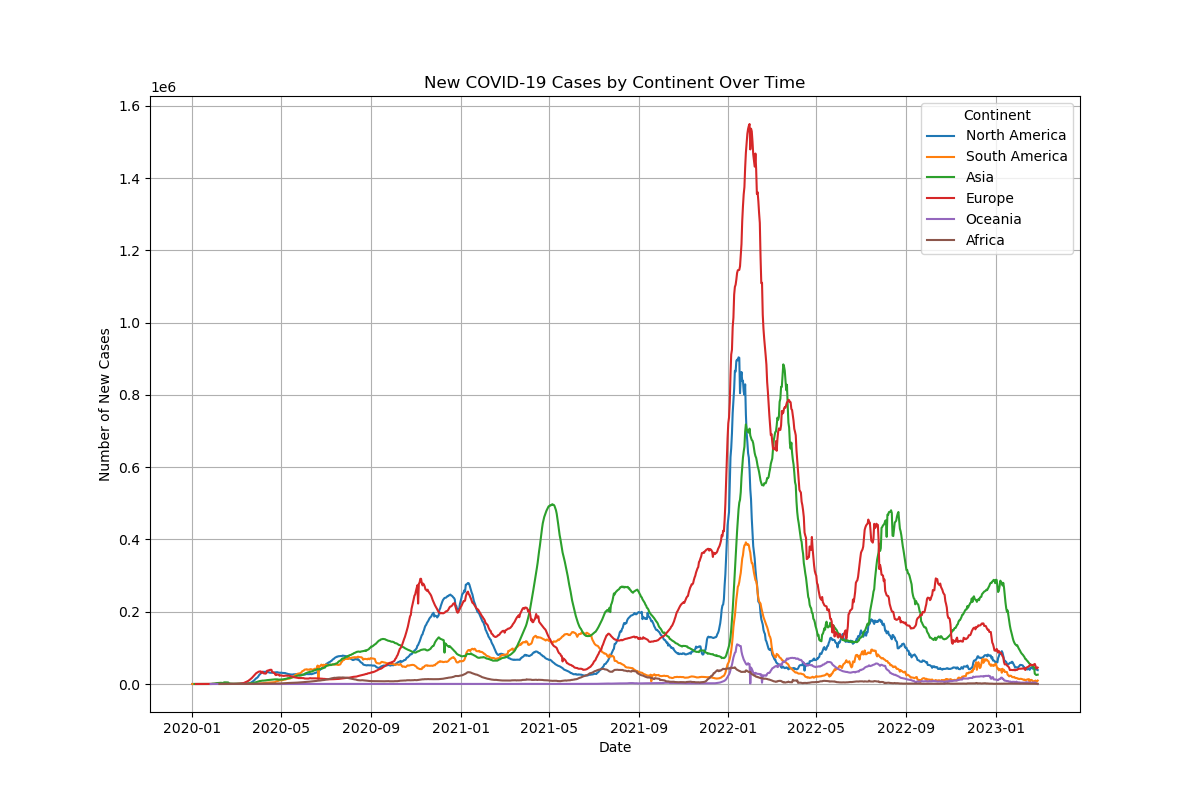 New COVID-19 Cases by Continent Over Time
1e6
1.6
1.4
1.2
1.0
0.8
0.6
0.4
0.2
0.0
Number of New Cases
Continent
North America
South America
Asia
Europe
Oceania
Africa
2020-01 2020-05 2020-09 2021-01 2021-05 2021-09 2022-01 2022-05 2022-09 2023-01
Date